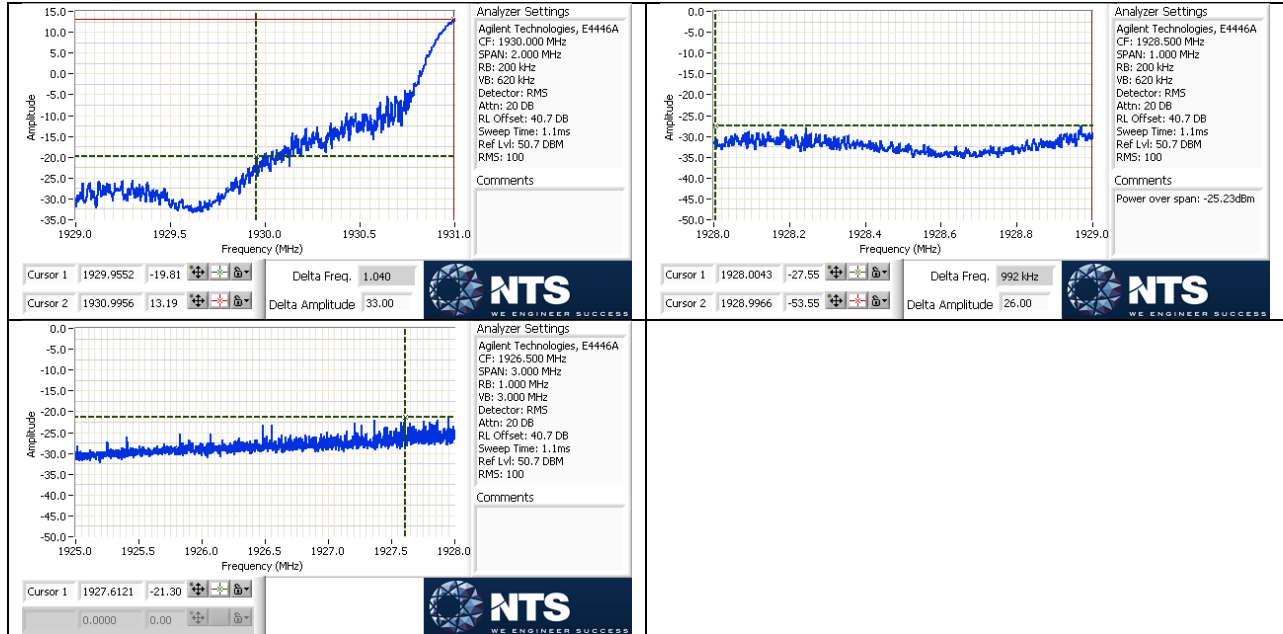 15.0
10.0
5.0
0.0
-5.0
-10.0
-15.0
-20.0
-25.0
-30.0
-35.0
Amplitude
1929.0 1929.5 1930.0 1930.5 1931.0
Frequency (MHz)
Analyzer Settings
Agilent Technologies, E4446A
CF: 1930.000 MHz
SPAN: 2.000 MHz
RB: 200 kHz
VB: 620 kHz
Detector: RMS
Attn: 20 DB
RL Offset: 40.7 DB
Sweep Time: 1.1ms
Ref Lvl: 50.7 DBM
RMS: 100
Comments
Cursor 1 1929.9552 -19.81
Cursor 2 1930.9956 13.19
Delta Freq. 1.040
Delta Amplitude 33.00
NTS
WE ENGINEER SUCCESS
0.0
-5.0
-10.0
-15.0
-20.0
-25.0
-30.0
-35.0
-40.0
-45.0
-50.0
Amplitude
1928.0 1928.2 1928.4 1928.6 1928.8 1929.0
Frequency (MHz)
Analyzer Settings
Agilent Technologies, E4446A
CF: 1928.500 MHz
SPAN: 1.000 MHz
RB: 200 kHz
VB: 620 kHz
Detector: RMS
Attn: 20 DB
RL Offset: 40.7 DB
Sweep Time: 1.1ms
Ref Lvl: 50.7 DBM
RMS: 100
Comments
Power over span: -25.23dBm
Cursor 1 1928.0043 -27.55
Cursor 2 1928.9966 -53.55
Delta Freq. 992 kHz
Delta Amplitude 26.00
NTS
WE ENGINEER SUCCESS
0.0
-5.0
-10.0
-15.0
-20.0
-25.0
-30.0
-35.0
-40.0
-45.0
-50.0
Amplitude
1925.0 1925.5 1926.0 1926.5 1927.0 1927.5 1928.0
Frequency (MHz)
Analyzer Settings
Agilent Technologies, E4446A
CF: 1926.500 MHz
SPAN: 3.000 MHz
RB: 1.000 MHz
VB: 3.000 MHz
Detector: RMS
Attn: 20 DB
RL Offset: 40.7 DB
Sweep Time: 1.1ms
Ref Lvl: 50.7 DBM
RMS: 100
Comments
Cursor 1 1927.6121 -21.30
0.0000 0.00
NTS
WE ENGINEER SUCCESS